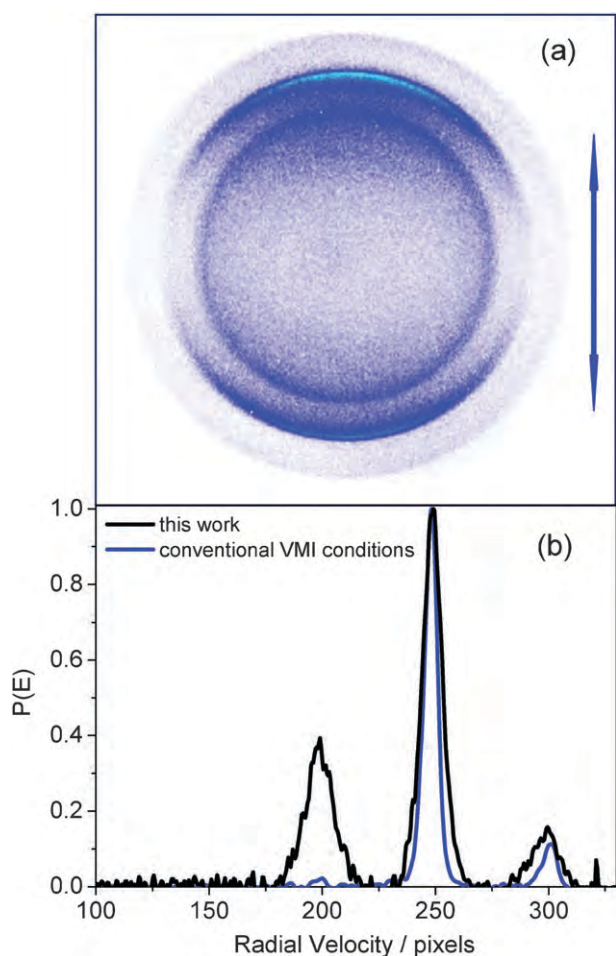 (a)
this work
conventional VMI conditions
(b)
P(E)
1.0
0.8
0.6
0.4
0.2
0.0
100 150 200 250 300
Radial Velocity / pixels